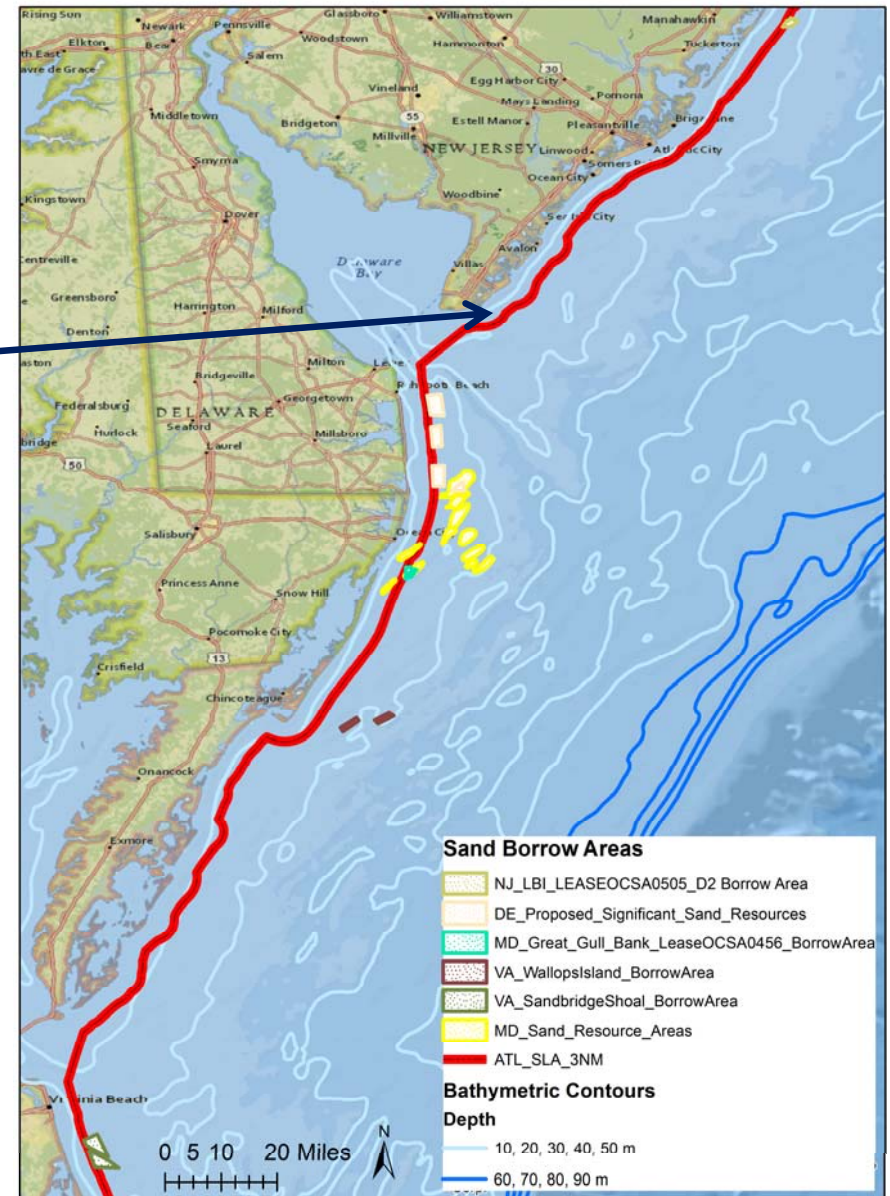 Rising Sun
Newark
Pennsville
Glassboro
Williamstown
Manahawkin
Elkton
Bear
Woodstown
Hammonton
Tuckerton
Salem
30
Egg Harbor City
Pomona
Vineland
Mays Landing
Middletown
Bridgeton
55
Estell Manor
Pleasantville
Millville
NEW JERSEY
Linwood
Smyrna
Ocean City
Kingstown
Woodbine
Dover
Avalon
Delaware
Bay
Villas
Centreville
Greensboro
Harrington
Milford
Denton
Milton
Bridgeville
Georgetown
Federalsburg
DELAWARE
Hurlock
Seaford
Millsboro
Laurel
50
Salisbury
Princess Anne
Snow Hill
Pocomoke City
13
Crisfield
Chincoteague
Onancock
Exmore
Sand Borrow Areas
NJ_LBI_LEASEOCSA0505_D2 Borrow Area
DE_Proposed_Significant_Sand_Resources
MD_Great_Gull_Bank_LeaseOCSA0456_BorrowArea
VA_WallopsIsland_BorrowArea
VA_SandbridgeShoal_BorrowArea
MD_Sand_Resource_Areas
ATL_SLA_3NM
Bathymetric Contours
Depth
10, 20, 30, 40, 50 m
60, 70, 80, 90 m
Beach
N
0 5 10 20 Miles